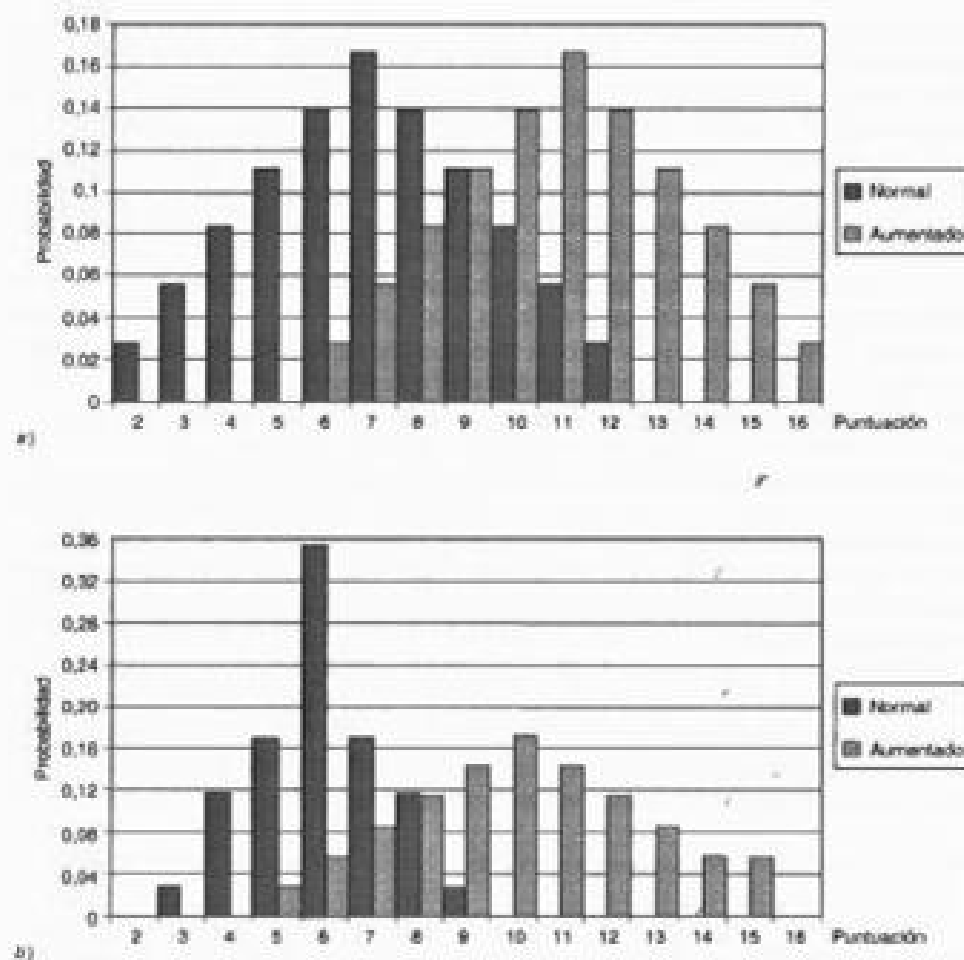 0,18
0,16
0,14
0,12
0,1
0,08
0,06
0,04
0,02
0
Probabilidad
2 3 4 5 6 7 8 9 10 11 12 13 14 15 16 Puntuación
Normal
Aumentado
a)
0,36
0,32
0,28
0,24
0,20
0,16
0,12
0,08
0,04
0
Probabilidad
2 3 4 5 6 7 8 9 10 11 12 13 14 15 16 Puntuación
Normal
Aumentado
b)